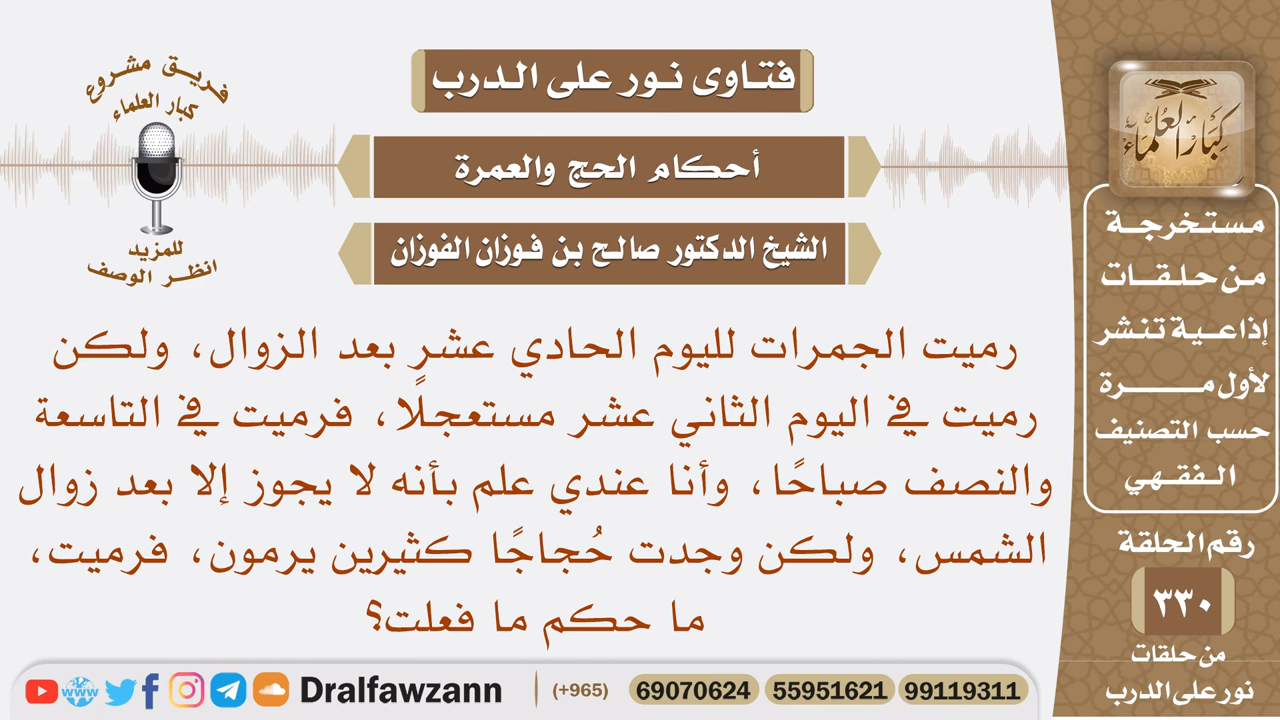 فتاوى نور على الدرب
أحكام الحج والعمرة
الشيخ الدكتور صالح بن فوزان الفوزان
فريق مشروع
كبار العلماء
للمزيد
انظر الوصف
رميت الجمرات لليوم الحادي عشر بعد الزوال، ولكن
رميت في اليوم الثاني عشر مستعجلًا، فرميت في التاسعة
والنصف صباحًا، وأنا عندي علم بأنه لا يجوز إلا بعد زوال
الشمس، ولكن وجدت حُجاجًا كثيرين يرمون، فرميت،
ما حكم ما فعلت؟
كبار العلماء
مستخرجة
من حلقات
إذاعية تنشر
لأول مرة
حسب التصنيف
الفقهي
رقم الحلقة
٣٣٠
من حلقات
نور على الدرب
www
Dralfawzann
(+965)
69070624
55951621
99119311